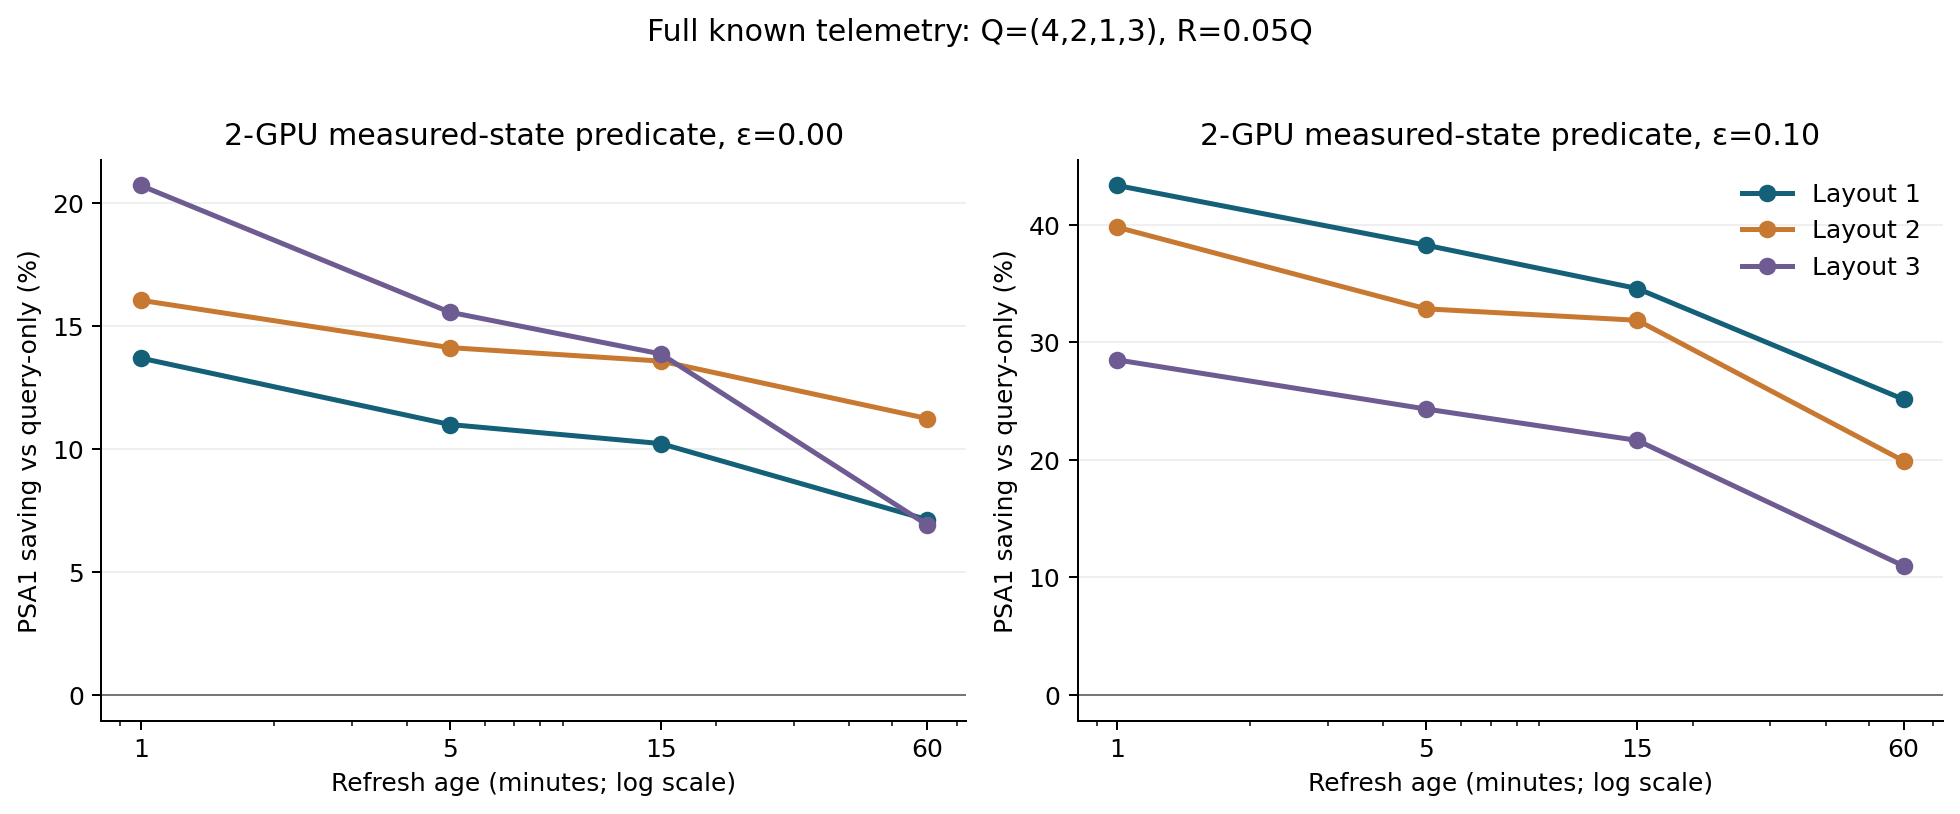 Full known telemetry: Q=(4,2,1,3), R=0.05Q
2-GPU measured-state predicate, ε=0.00
PSA1 saving vs query-only (%)
20
15
10
5
0
1
5
15
60
Refresh age (minutes; log scale)
2-GPU measured-state predicate, ε=0.10
PSA1 saving vs query-only (%)
40
30
20
10
0
Layout 1
Layout 2
Layout 3
1
5
15
60
Refresh age (minutes; log scale)